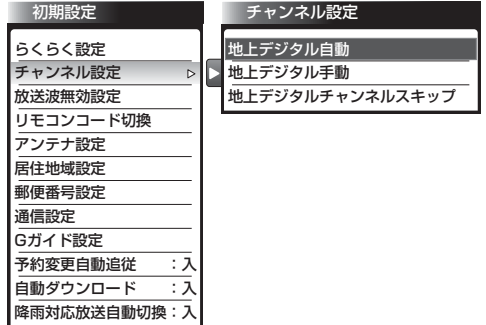 初期設定
らくらく設定
チャンネル設定
放送波無効設定
リモコンコード切換
アンテナ設定
居住地域設定
郵便番号設定
通信設定
Gガイド設定
予約変更自動追従 ：入
自動ダウンロード ：入
降雨対応放送自動切換：入
チャンネル設定
地上デジタル自動
地上デジタル手動
地上デジタルチャンネルスキップ